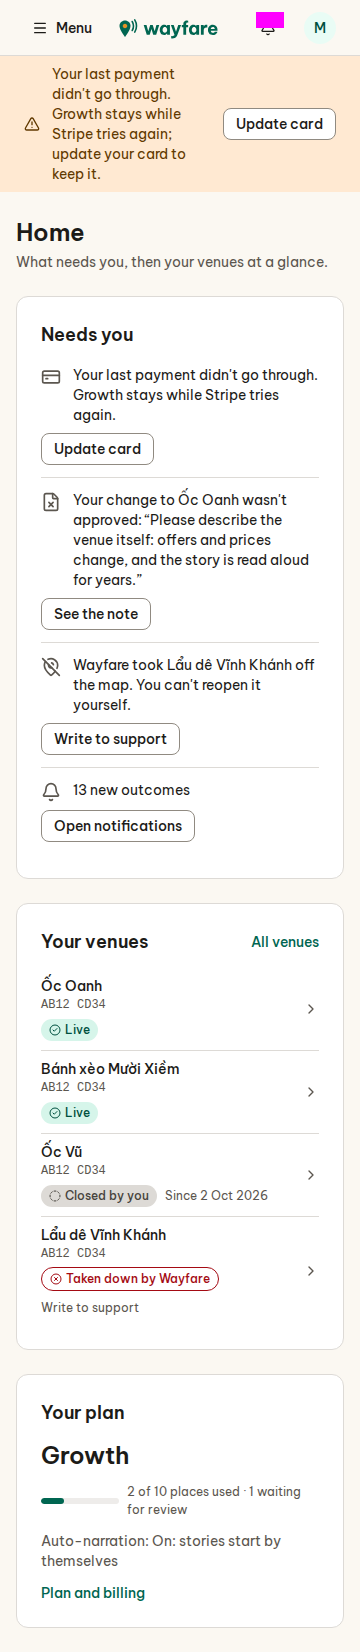 Menu
wayfare
M
Your last payment
didn't go through.
Growth stays while
Stripe tries again;
update your card to
keep it.
Update card
Home
What needs you, then your venues at a glance.
Needs you
Your last payment didn't go through.
Growth stays while Stripe tries
again.
Update card
Your change to Ốc Oanh wasn't
approved: “Please describe the
venue itself: offers and prices
change, and the story is read aloud
for years.”
See the note
Wayfare took Lẩu dê Vĩnh Khánh off
the map. You can't reopen it
yourself.
Write to support
13 new outcomes
Open notifications
Your venues
All venues
Ốc Oanh
AB12 CD34
Live
Bánh xèo Mười Xiềm
AB12 CD34
Live
Ốc Vũ
AB12 CD34
Closed by you
Since 2 Oct 2026
Lẩu dê Vĩnh Khánh
AB12 CD34
Taken down by Wayfare
Write to support
Your plan
Growth
2 of 10 places used · 1 waiting
for review
Auto-narration: On: stories start by
themselves
Plan and billing